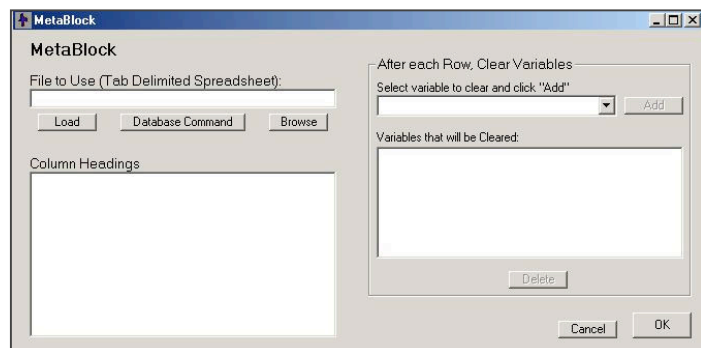 MetaBlock
MetaBlock
File to Use (Tab Delimited Spreadsheet):
Load Database Command Browse
Column Headings
After each Row, Clear Variables
Select variable to clear and click "Add"
Add
Variables that will be Cleared:
Delete
Cancel OK